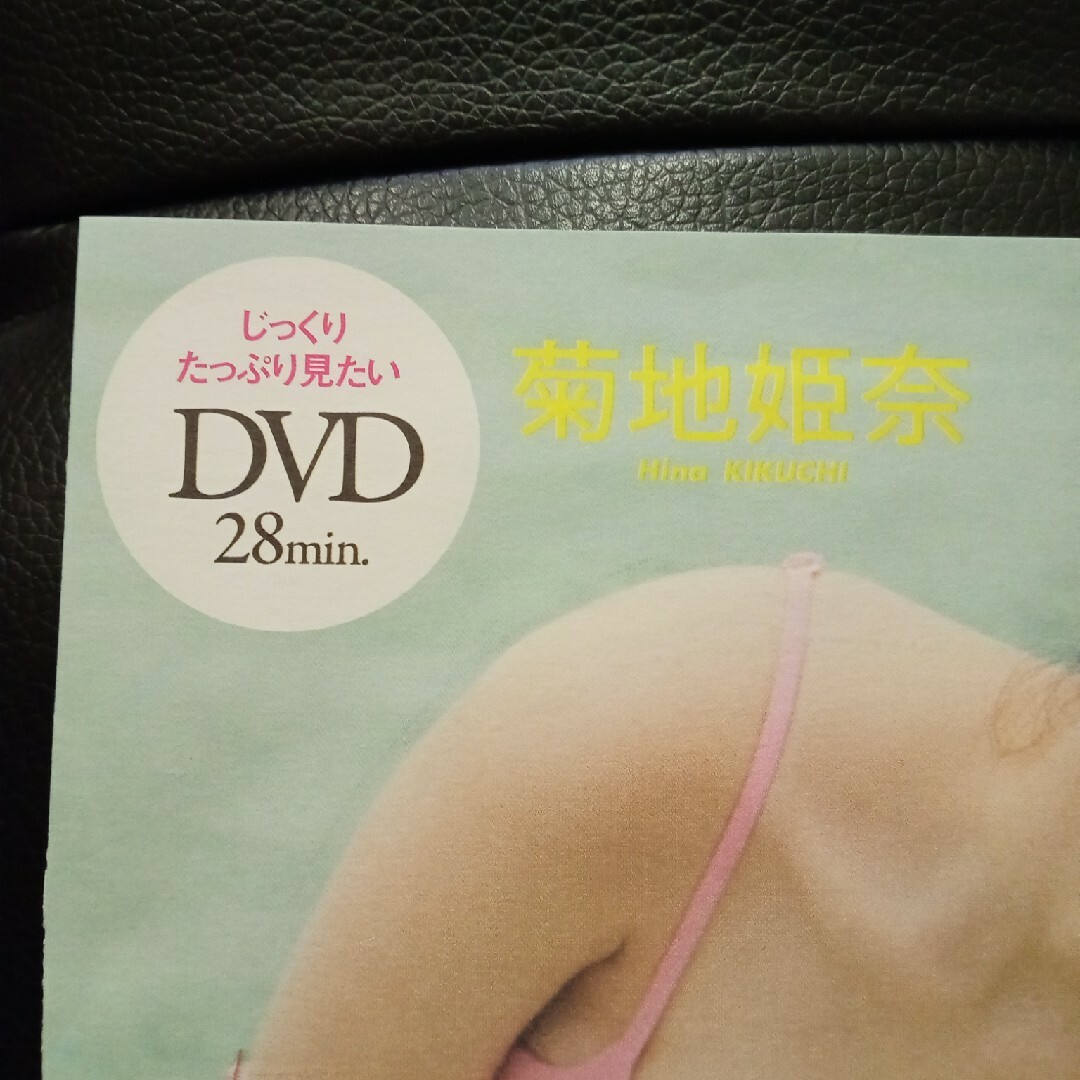 じっくり
たっぷり見たい
DVD
28min.
菊地姫奈
Hina KIKUCHI